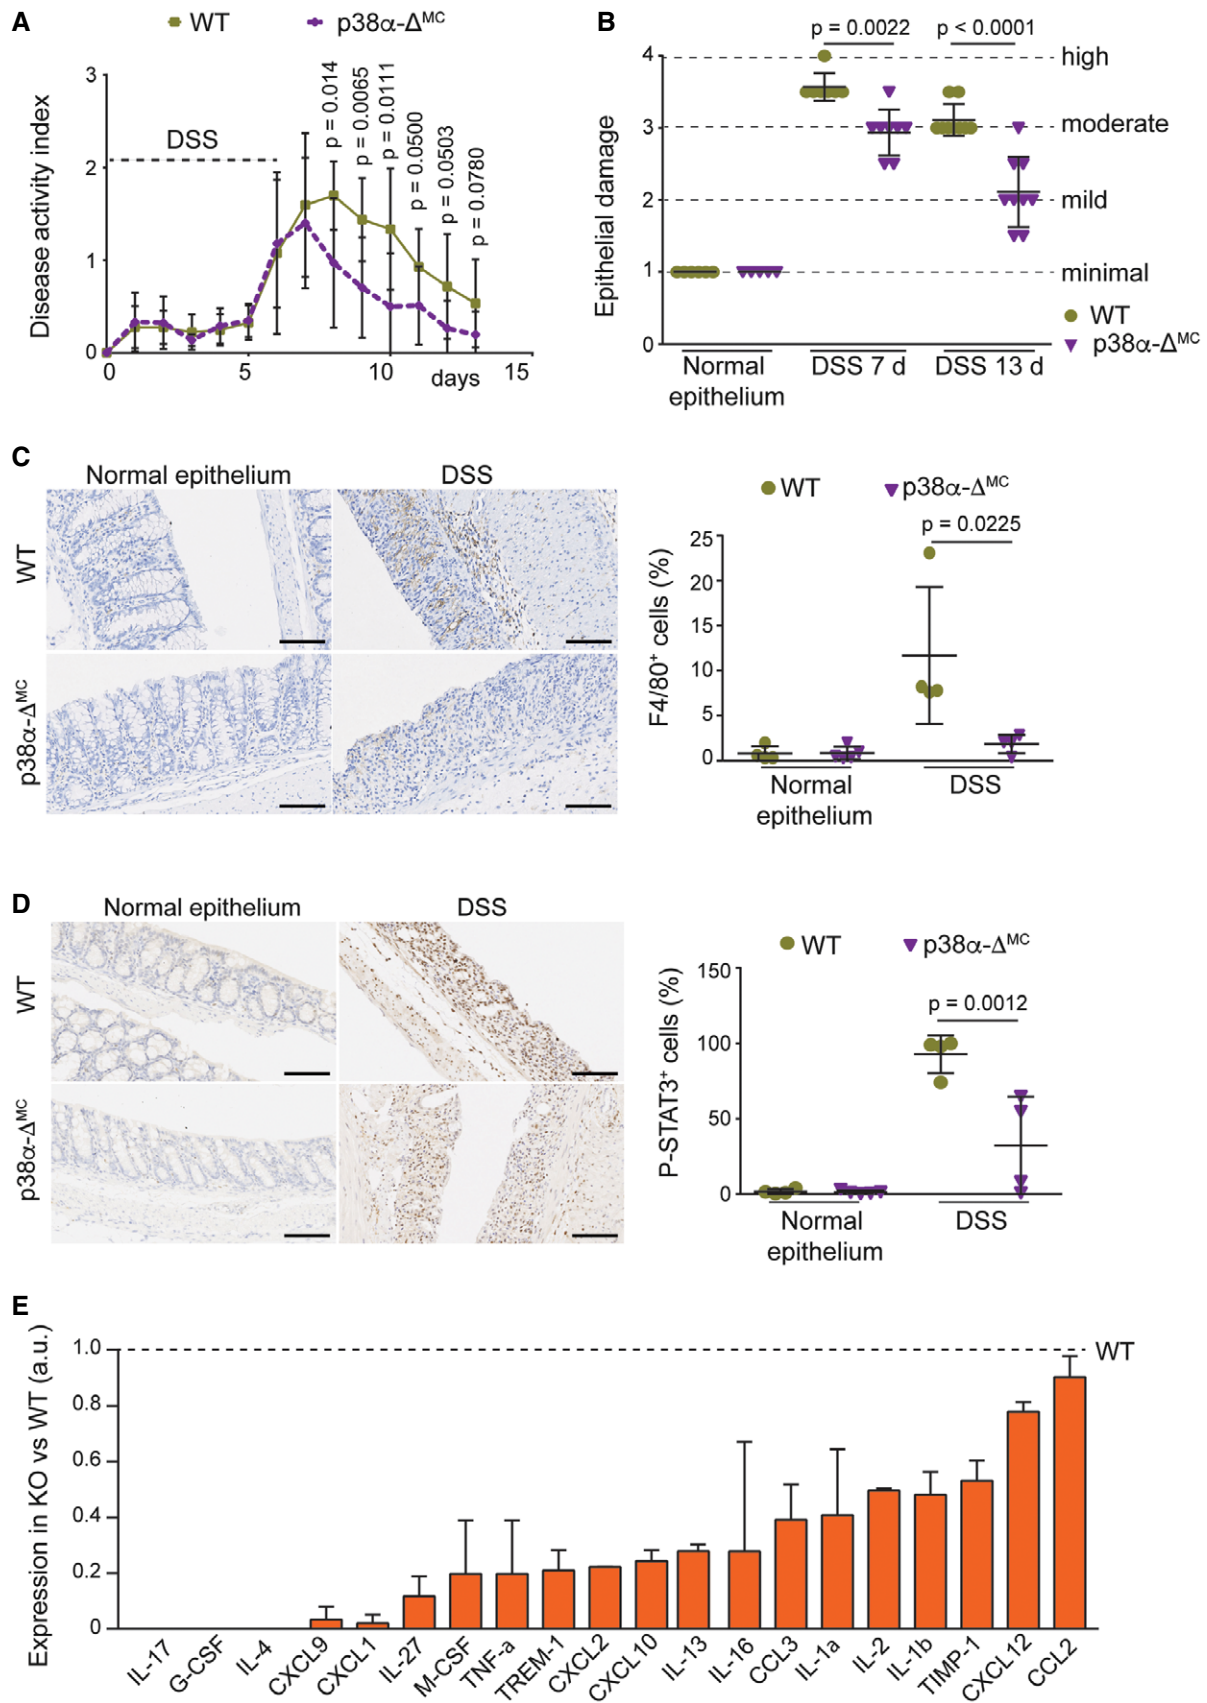 A
WT
p38α-Δᴹᶜ
Disease activity index
3
2
1
0
DSS
p = 0.014
p = 0.0065
p = 0.0111
p = 0.0500
p = 0.0503
p = 0.0780
0
5
10
15
days
B
p = 0.0022
p < 0.0001
Epithelial damage
4
3
2
1
0
high
moderate
mild
minimal
WT
p38α-Δᴹᶜ
Normal
epithelium
DSS 7 d
DSS 13 d
C
Normal epithelium
DSS
WT
p38α-Δᴹᶜ
WT
p38α-Δᴹᶜ
p = 0.0225
F4/80⁺ cells (%)
25
20
15
10
5
0
Normal
epithelium
DSS
D
Normal epithelium
DSS
WT
p38α-Δᴹᶜ
WT
p38α-Δᴹᶜ
p = 0.0012
P-STAT3⁺ cells (%)
150
100
50
0
Normal
epithelium
DSS
E
Expression in KO vs WT (a.u.)
1.0
0.8
0.6
0.4
0.2
0
WT
IL-17
G-CSF
IL-4
CXCL9
CXCL1
IL-27
M-CSF
TNF-a
TREM-1
CXCL2
CXCL10
IL-13
IL-16
CCL3
IL-1a
IL-2
IL-1b
TIMP-1
CXCL12
CCL2